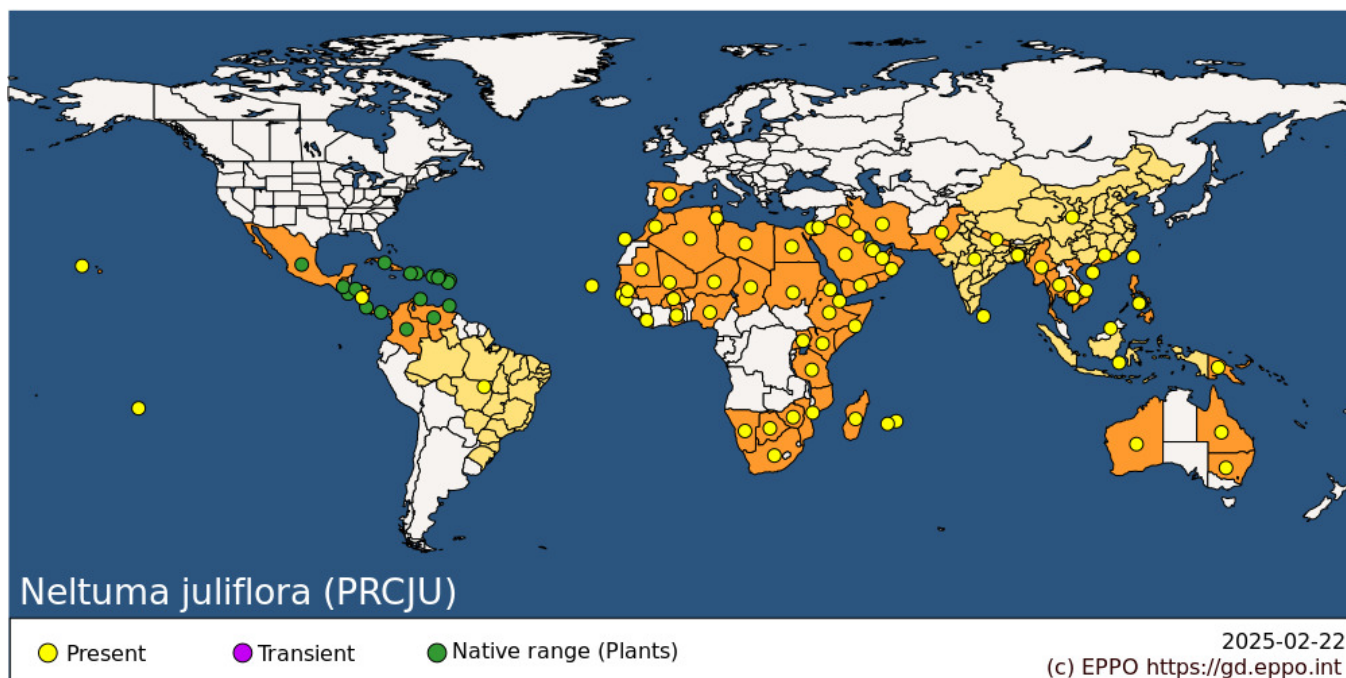 Neltuma juliflora (PRCJU)
Present
Transient
Native range (Plants)
2025-02-22
(c) EPPO https://gd.eppo.int